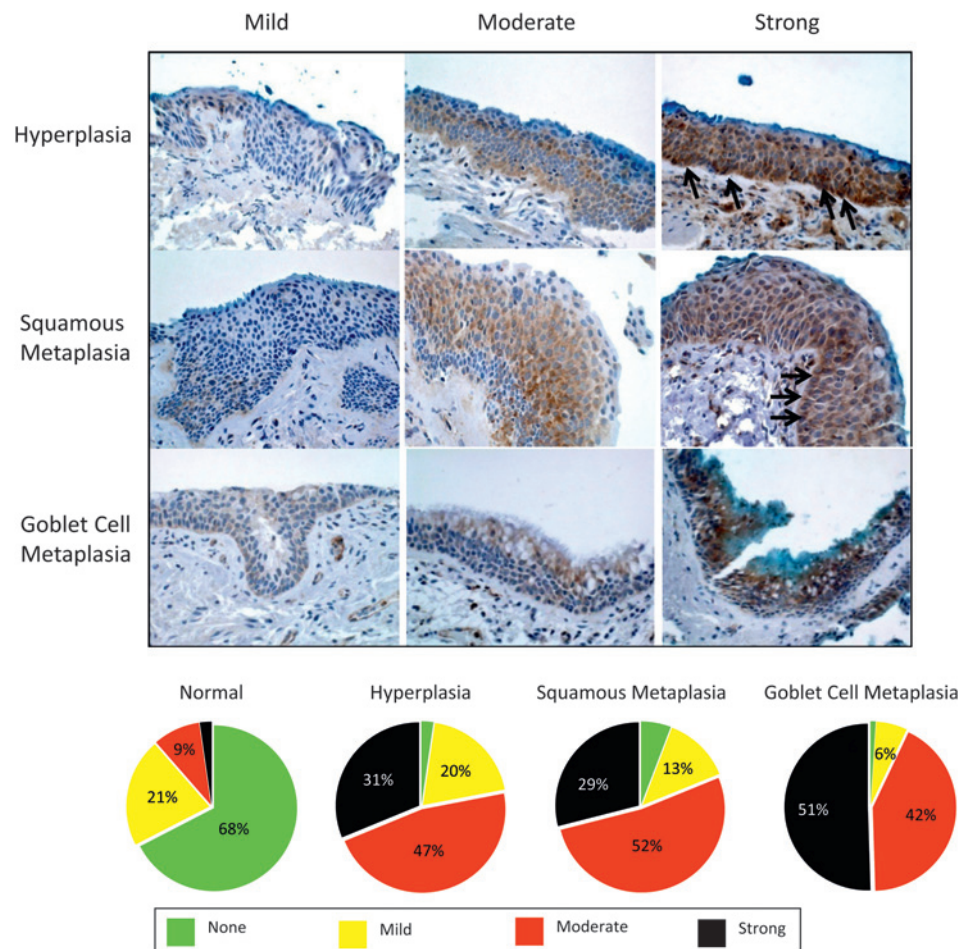 Mild Moderate Strong
Hyperplasia
Squamous
Metaplasia
Goblet Cell
Metaplasia
Normal Hyperplasia Squamous Metaplasia Goblet Cell Metaplasia
9%
21%
68%
31%
20%
47%
29%
13%
52%
6%
51%
42%
None Mild Moderate Strong